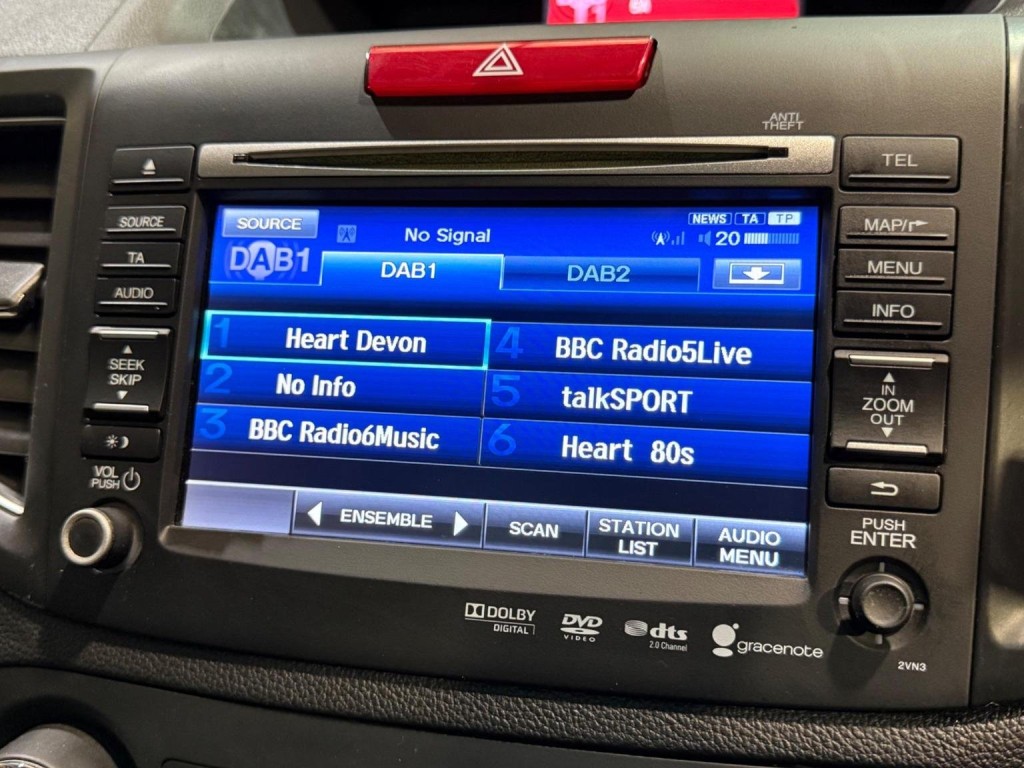 ANTI
THEFT
TEL
SOURCE
TA
AUDIO
SEEK
SKIP
VOL
PUSH
SOURCE
No Signal
NEWS TA TP
20
DAB1
DAB1
DAB2
1 Heart Devon
2 No Info
3 BBC Radio6Music
4 BBC Radio5Live
5 talkSPORT
6 Heart 80s
ENSEMBLE
SCAN
STATION
LIST
AUDIO
MENU
MAP/
MENU
INFO
IN
ZOOM
OUT
PUSH
ENTER
DOLBY
DIGITAL
DVD
VIDEO
dts
2.0 Channel
gracenote
2VN3